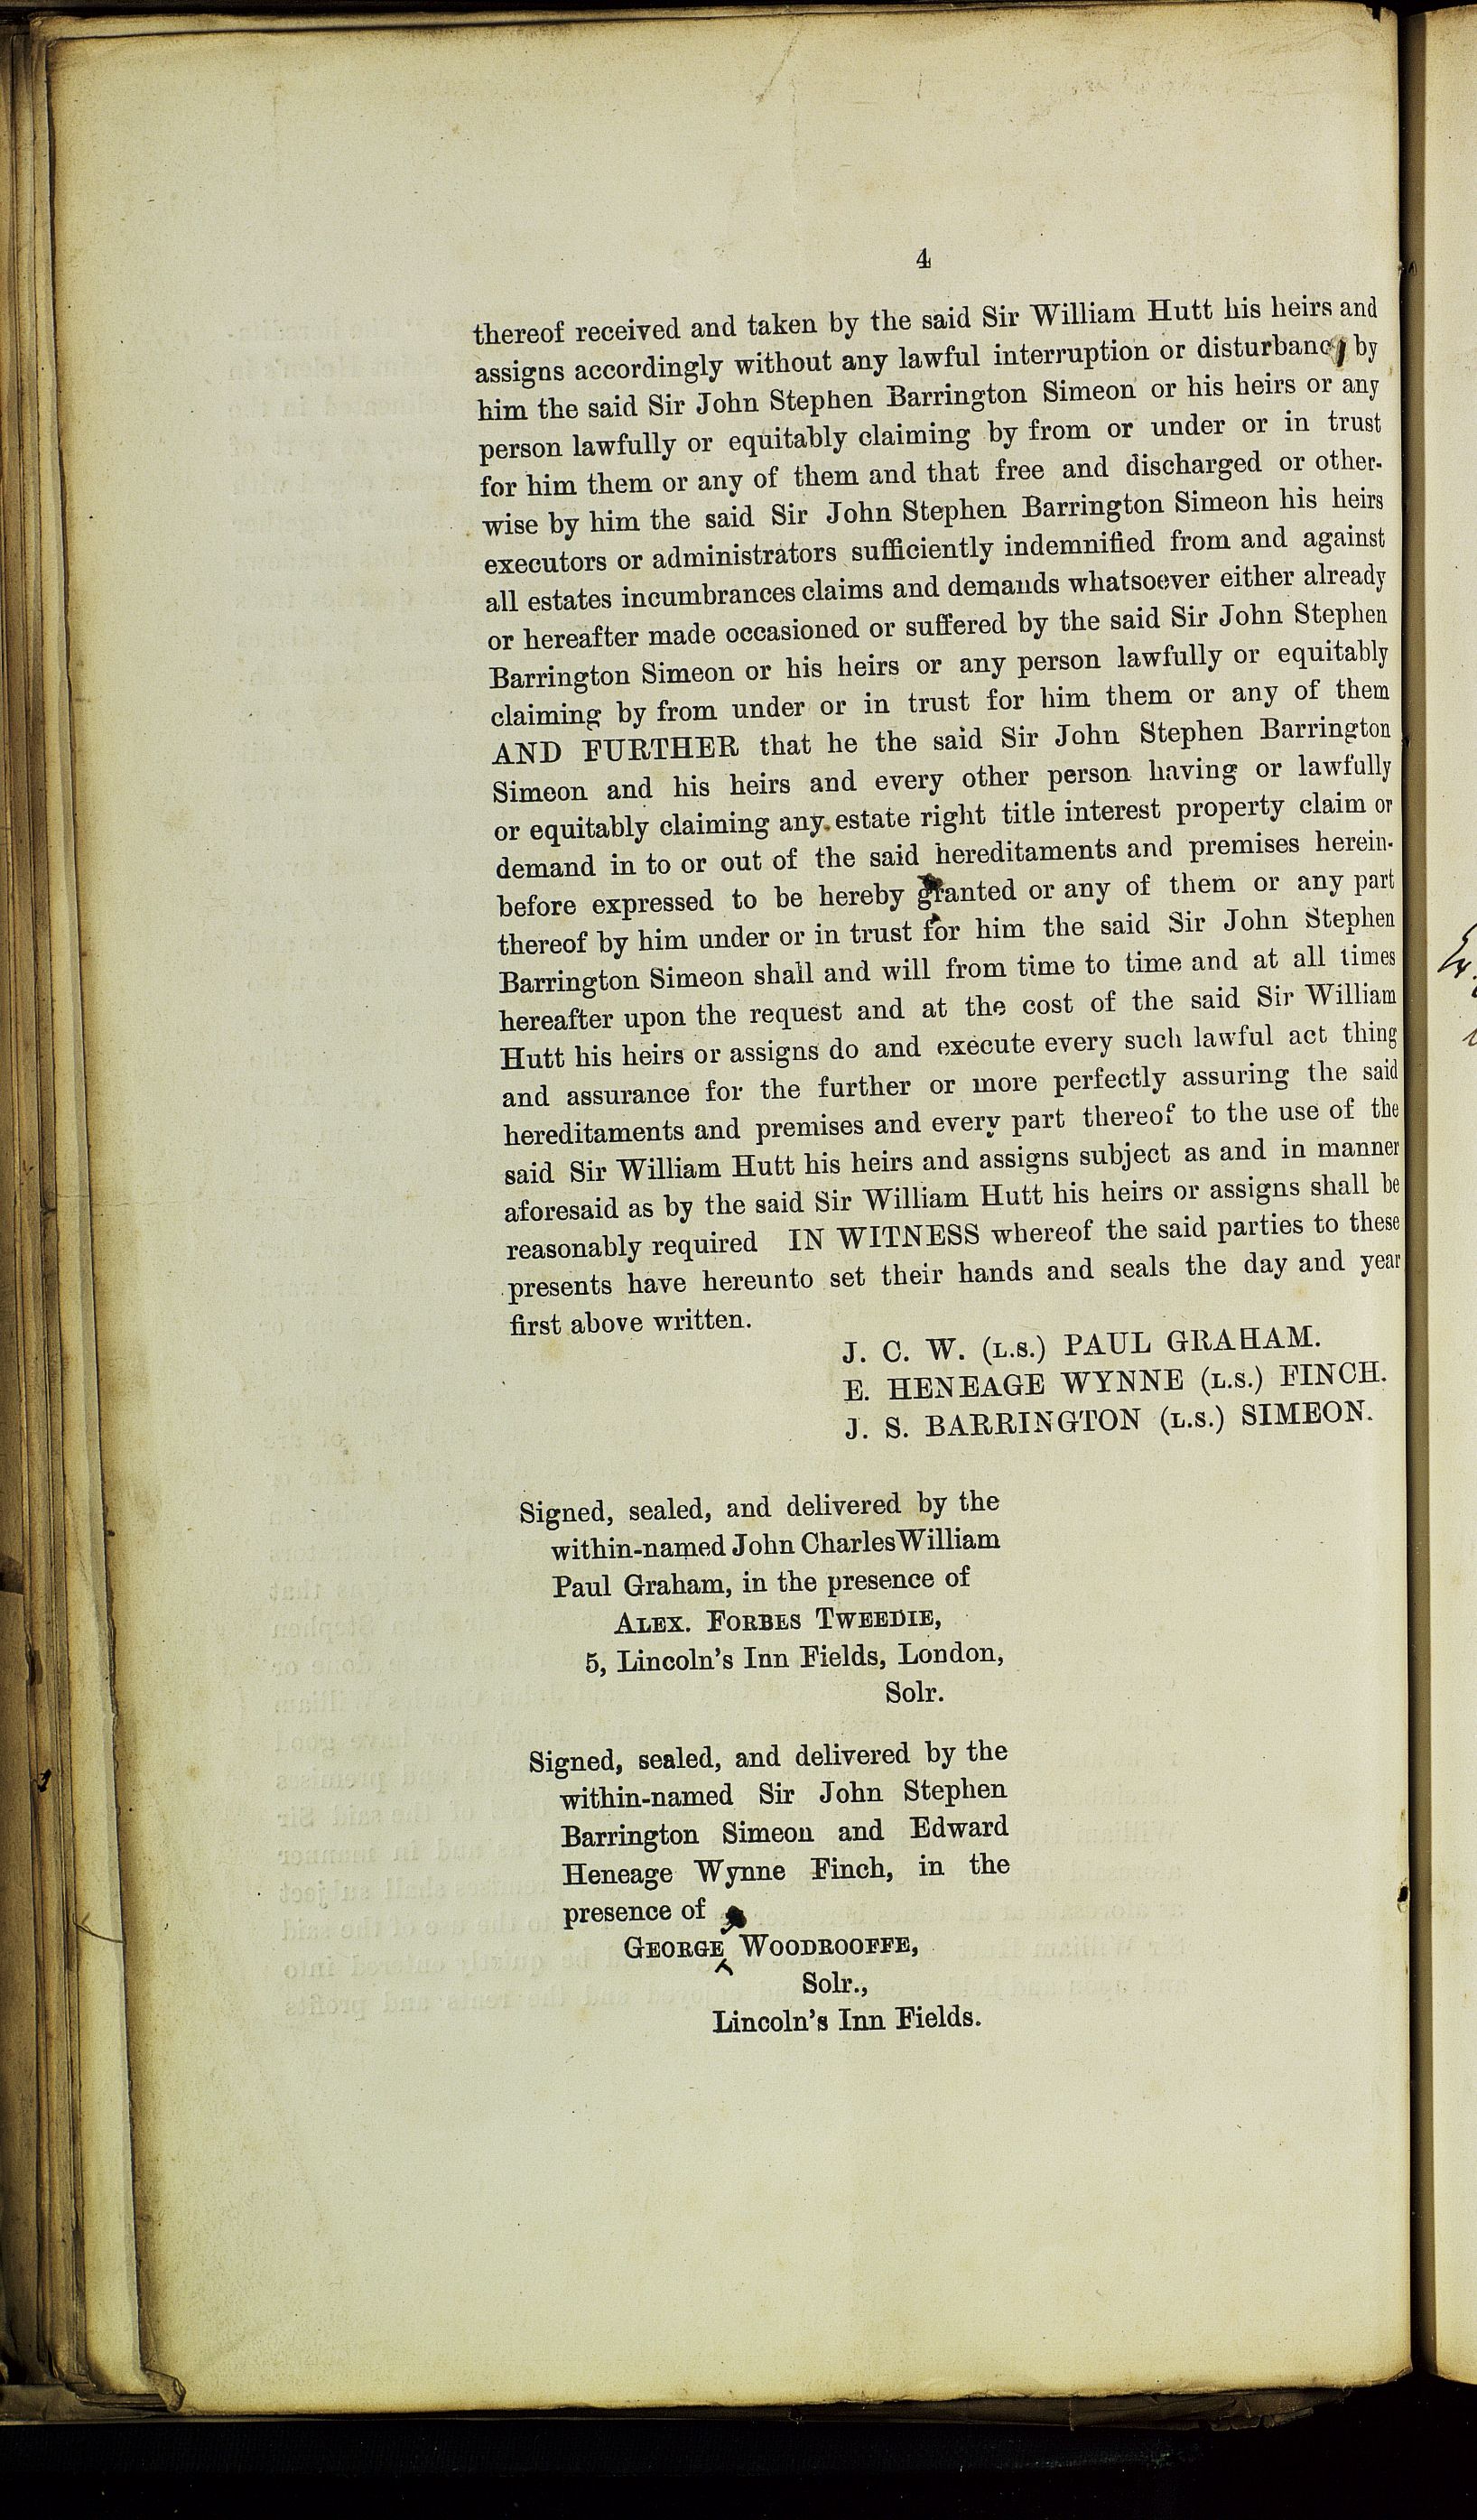 4
thereof received and taken by the said Sir William Hutt his heirs and
assigns accordingly without any lawful interruption or disturbance by
him the said Sir John Stephen Barrington Simeon or his heirs or any
person lawfully or equitably claiming by from or under or in trust
for him them or any of them and that free and discharged or other-
wise by him the said Sir John Stephen Barrington Simeon his heirs
executors or administrators sufficiently indemnified from and against
all estates incumbrances claims and demands whatsoever either already
or hereafter made occasioned or suffered by the said Sir John Stephen
Barrington Simeon or his heirs or any person lawfully or equitably
claiming by from under or in trust for him them or any of them
AND FURTHER that he the said Sir John Stephen Barrington
Simeon and his heirs and every other person having or lawfully
or equitably claiming any estate right title interest property claim or
demand in to or out of the said hereditaments and premises herein-
before expressed to be hereby granted or any of them or any part
thereof by him under or in trust for him the said Sir John Stephen
Barrington Simeon shall and will from time to time and at all times
hereafter upon the request and at the cost of the said Sir William
Hutt his heirs or assigns do and execute every such lawful act thing
and assurance for the further or more perfectly assuring the said
hereditaments and premises and every part thereof to the use of the
said Sir William Hutt his heirs and assigns subject as and in manner
aforesaid as by the said Sir William Hutt his heirs or assigns shall be
reasonably required IN WITNESS whereof the said parties to these
presents have hereunto set their hands and seals the day and year
first above written.
J. C. W. (L.S.) PAUL GRAHAM.
E. HENEAGE WYNNE (L.S.) FINCH.
J. S. BARRINGTON (L.S.) SIMEON.
Signed, sealed, and delivered by the
within-named John Charles William
Paul Graham, in the presence of
ALEX. FORBES TWEEDIE,
5, Lincoln's Inn Fields, London,
Solr.
Signed, sealed, and delivered by the
within-named Sir John Stephen
Barrington Simeon and Edward
Heneage Wynne Finch, in the
presence of
GEORGE WOODROOFFE,
Solr.,
Lincoln's Inn Fields.